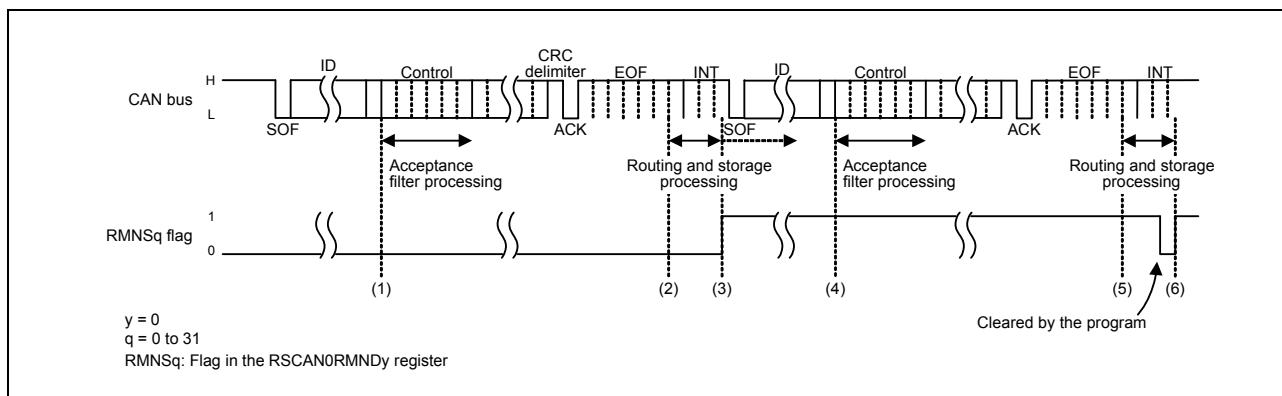 CRC
ID Control delimiter EOF INT ID Control EOF INT
H
CAN bus
L
SOF ACK SOF ACK
Acceptance
filter processing
Routing and storage
processing
Acceptance
filter processing
Routing and storage
processing
1
RMNSq flag
0
(1) (2) (3) (4) (5) (6)
Cleared by the program
y = 0
q = 0 to 31
RMNSq: Flag in the RSCAN0RMNDy register